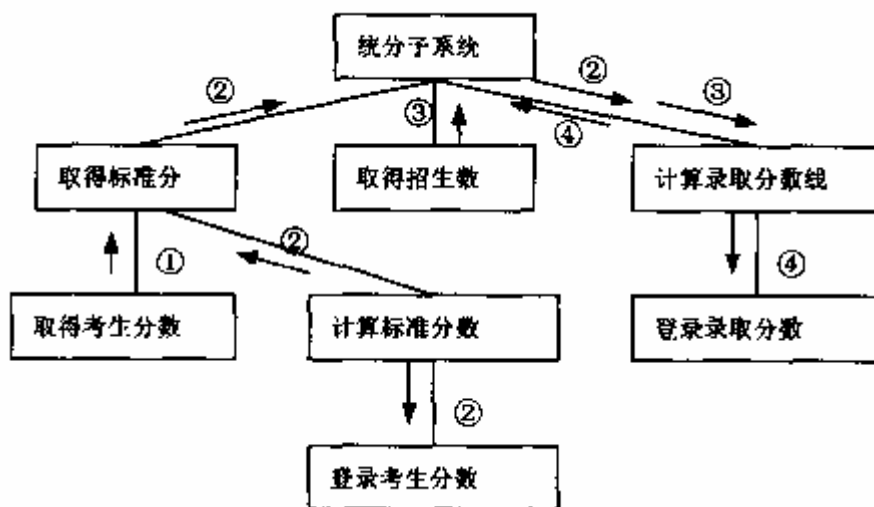 统分子系统
② ② ③
③ ④
取得标准分 取得招生数 计算录取分数线
① ② ④
取得考生分数 计算标准分数 登录录取分数
②
登录考生分数